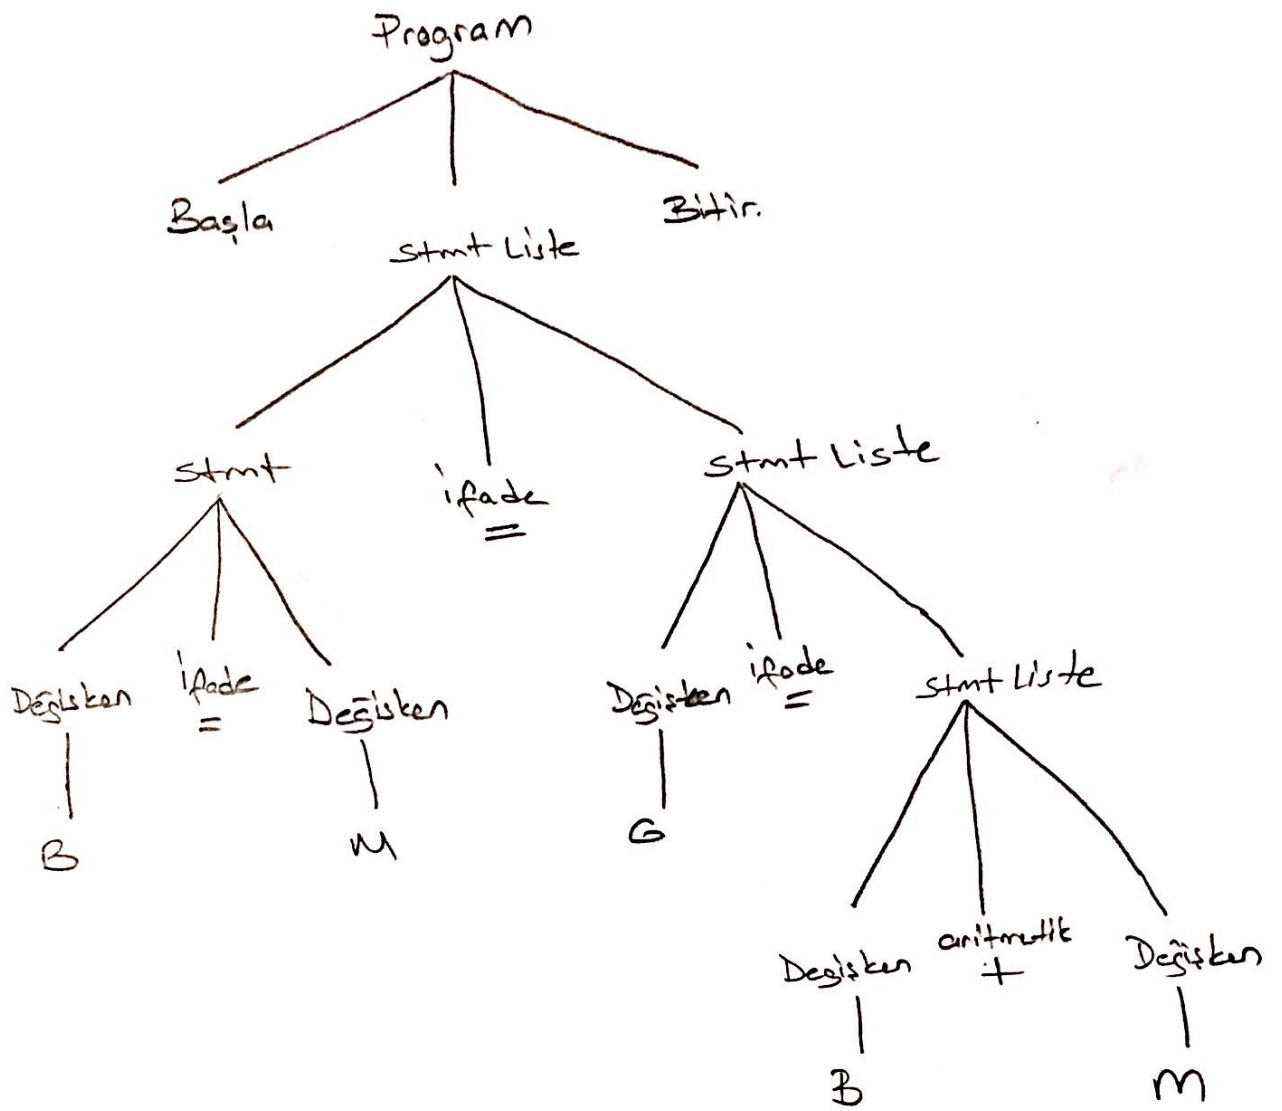 Program
Başla
Bitir.
Stmt Liste
Stmt
ifade
=
Stmt Liste
Değişken
ifade
=
Değişken
Değişken
ifade
=
Stmt Liste
B
M
G
Değişken
aritmetik
+
Değişken
B
M